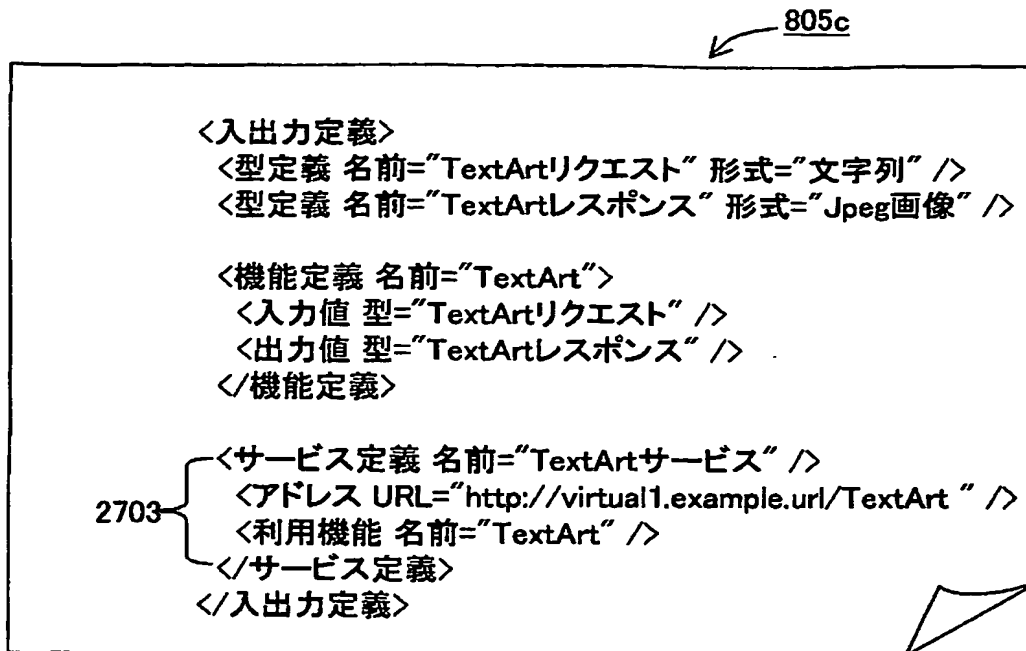 805c
<入出力定義>
<型定義 名前="TextArtリクエスト" 形式="文字列" />
<型定義 名前="TextArtレスポンス" 形式="Jpeg画像" />
<機能定義 名前="TextArt">
<入力値 型="TextArtリクエスト" />
<出力値 型="TextArtレスポンス" />
</機能定義>
<サービス定義 名前="TextArtサービス" />
<アドレス URL="http://virtual1.example.url/TextArt " />
2703
<利用機能 名前="TextArt" />
</サービス定義>
</入出力定義>